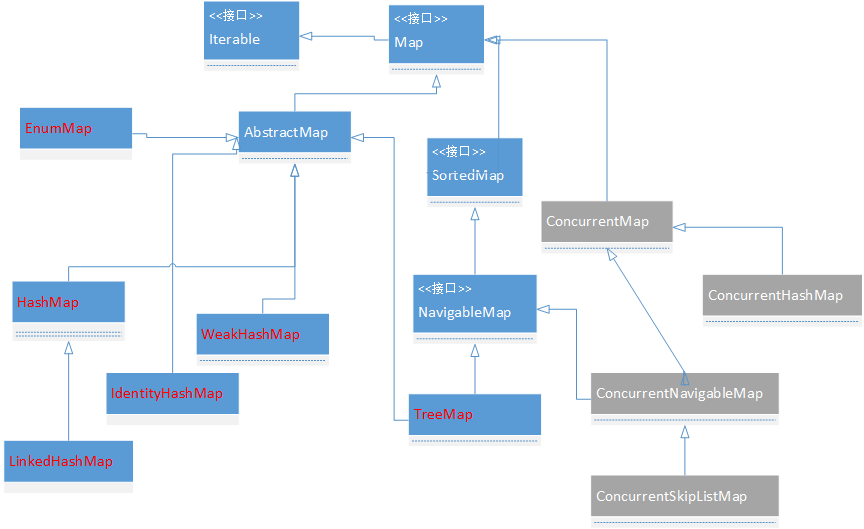 <<接口>>
Iterable
<<接口>>
Map
EnumMap
AbstractMap
<<接口>>
SortedMap
ConcurrentMap
HashMap
WeakHashMap
<<接口>>
NavigableMap
ConcurrentHashMap
IdentityHashMap
TreeMap
ConcurrentNavigableMap
LinkedHashMap
ConcurrentSkipListMap